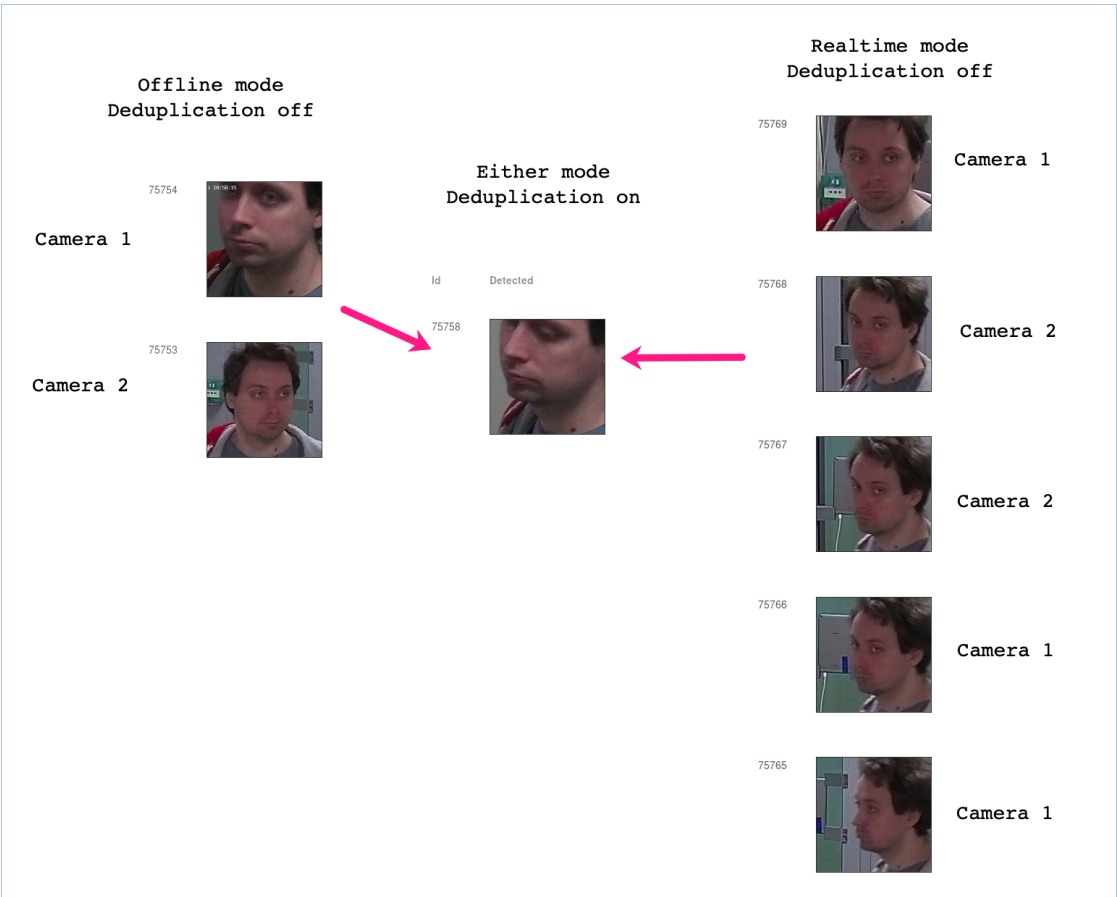 Offline mode
Deduplication off
75754
Camera 1
75753
Camera 2
Either mode
Deduplication on
Id Detected
75758
Realtime mode
Deduplication off
75769
Camera 1
75768
Camera 2
75767
Camera 2
75766
Camera 1
75765
Camera 1